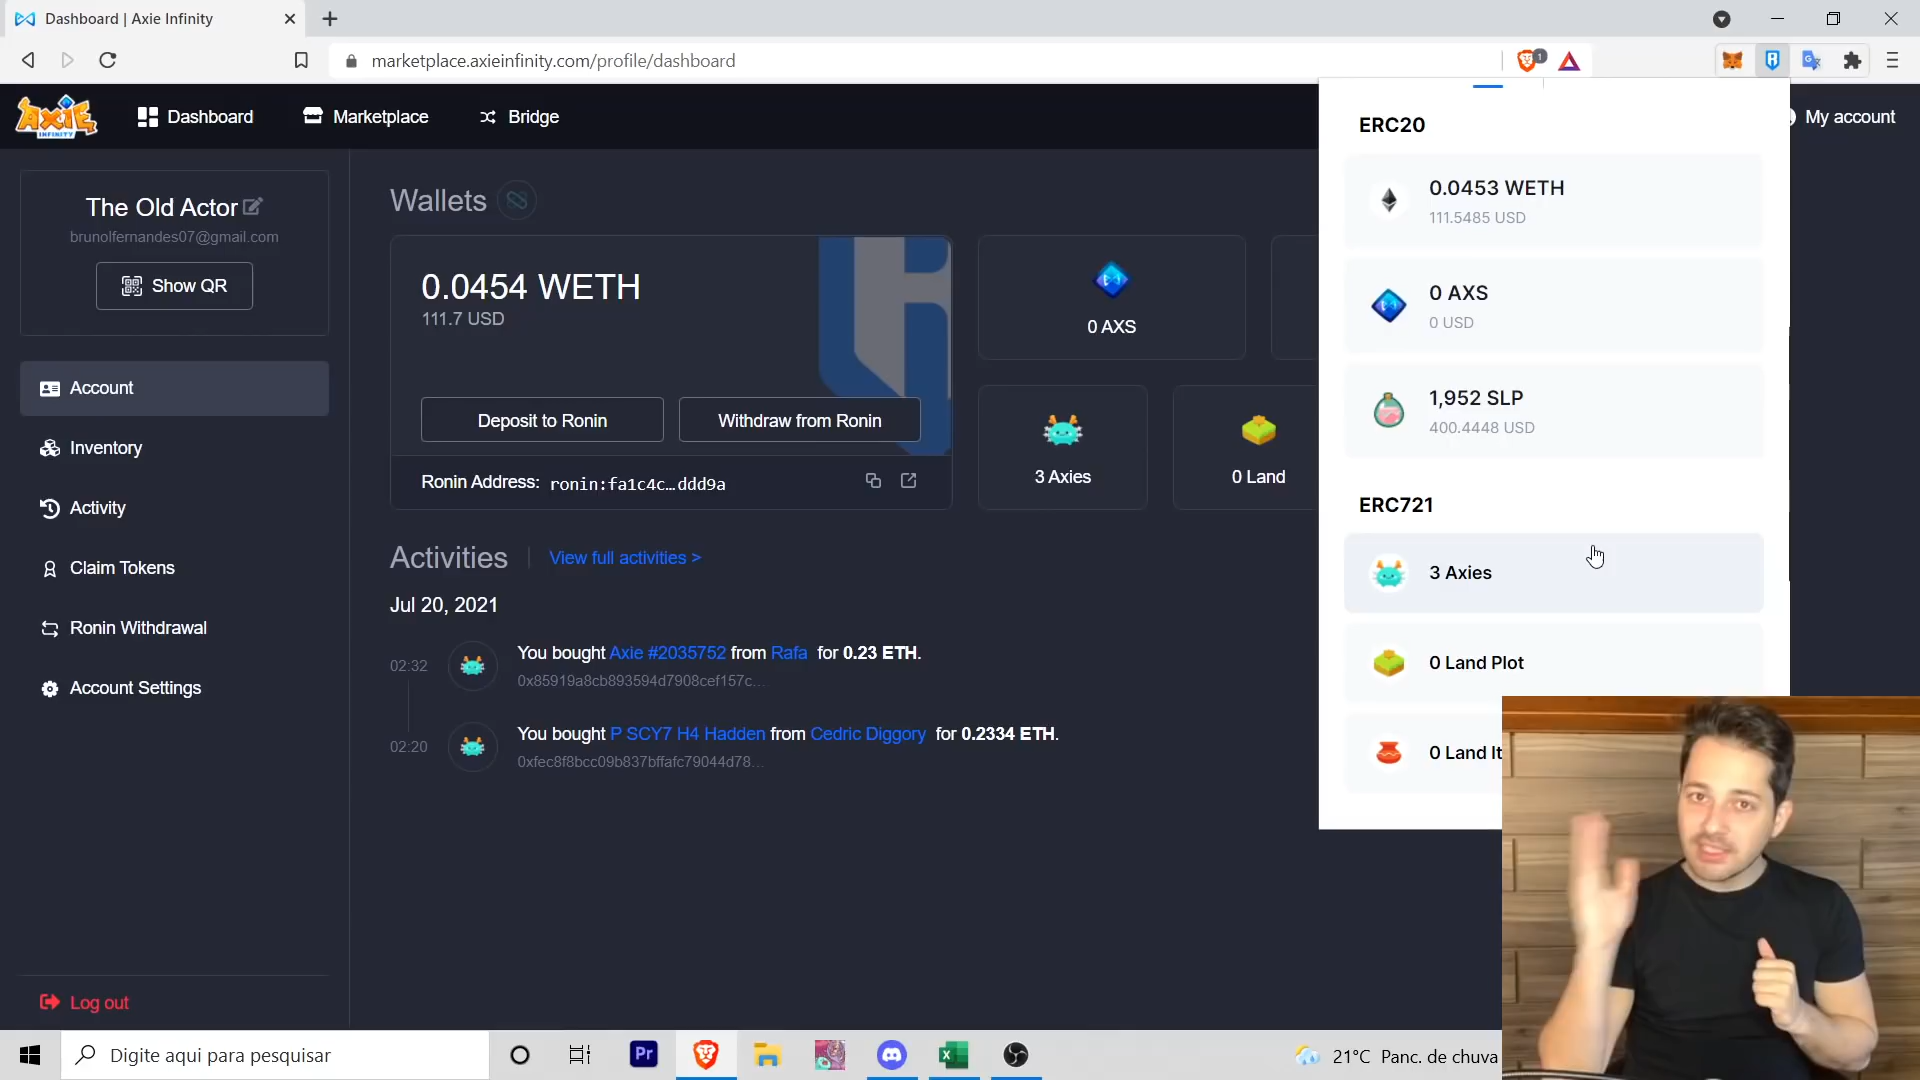 Dashboard | Axie Infinity
marketplace.axieinfinity.com/profile/dashboard
1
AXIE
INFINITY
Dashboard
Marketplace
Bridge
My account
The Old Actor
brunolfernandes07@gmail.com
Show QR
Account
Inventory
Activity
Claim Tokens
Ronin Withdrawal
Account Settings
Log out
Wallets
0.0454 WETH
111.7 USD
Deposit to Ronin
Withdraw from Ronin
Ronin Address: ronin:fa1c4c...ddd9a
0 AXS
3 Axies
0 Land
Activities
View full activities >
Jul 20, 2021
02:32
You bought Axie #2035752 from Rafa for 0.23 ETH.
0x85919a8cb893594d7908cef157c...
02:20
You bought P SCY7 H4 Hadden from Cedric Diggory for 0.2334 ETH.
0xfec8f8bcc09b837bffafc79044d78...
ERC20
0.0453 WETH
111.5485 USD
0 AXS
0 USD
1,952 SLP
400.4448 USD
ERC721
3 Axies
0 Land Plot
0 Land It
Digite aqui para pesquisar
Pr
21°C Panc. de chuva